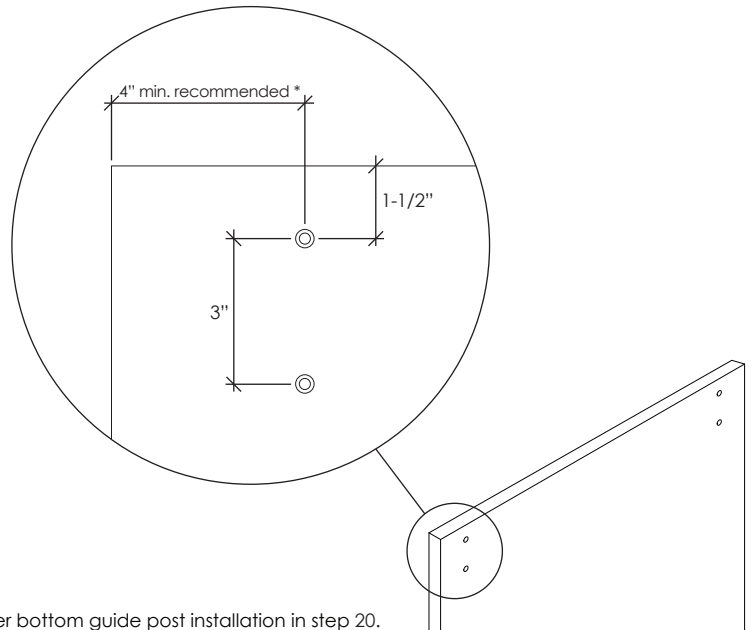 4” min. recommended *
1-1/2”
3”
er bottom guide post installation in step 20.